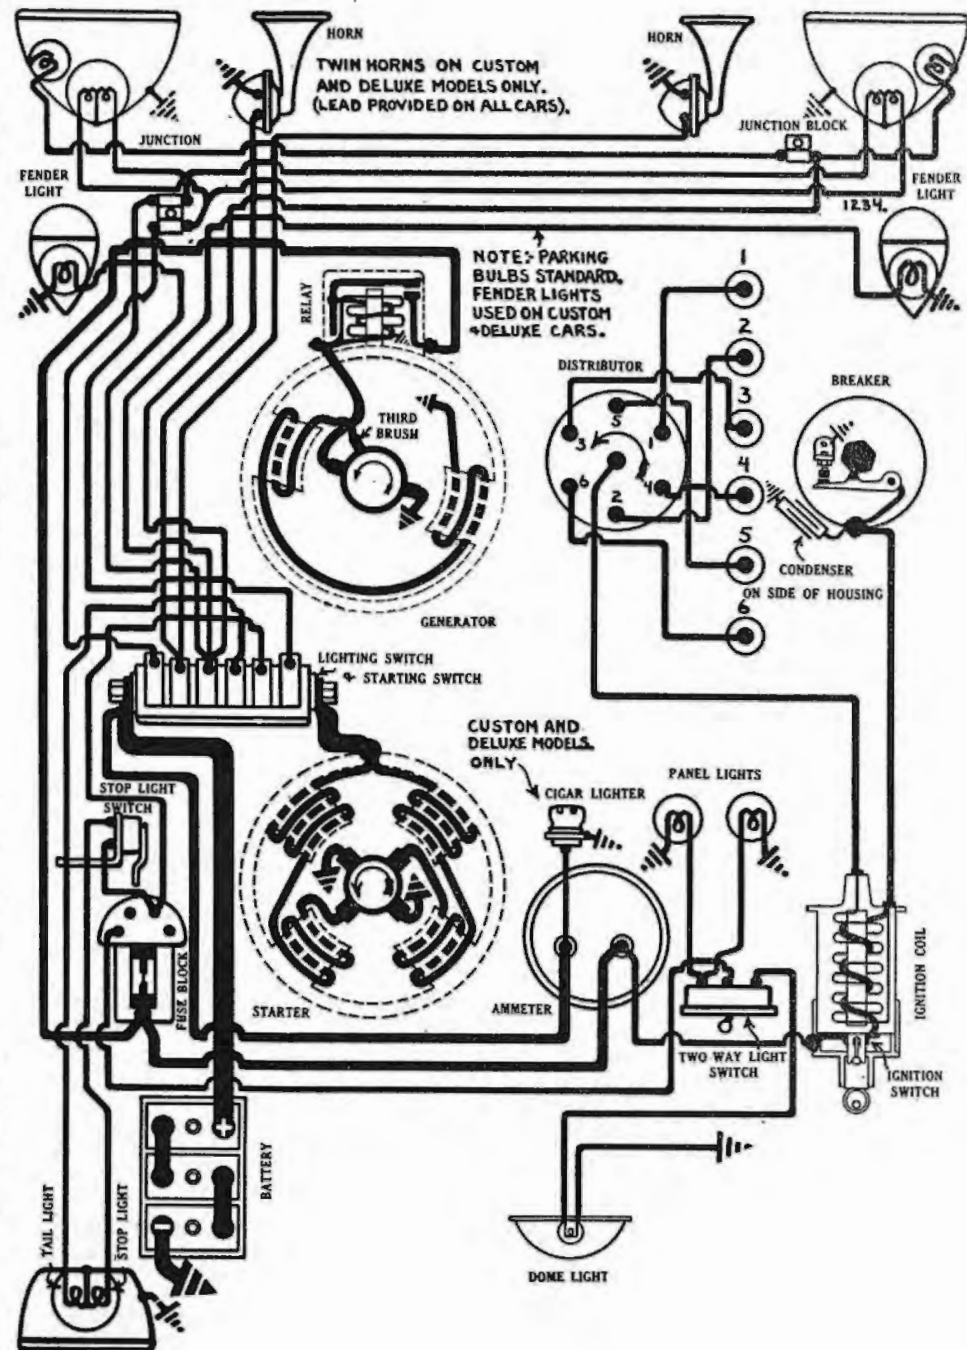 HORN
HORN
TWIN HORNS ON CUSTOM
AND DELUXE MODELS ONLY.
(LEAD PROVIDED ON ALL CARS).
JUNCTION
JUNCTION BLOCK
FENDER
LIGHT
FENDER
LIGHT
1234.
NOTE:- PARKING
BULBS STANDARD.
FENDER LIGHTS
USED ON CUSTOM
& DELUXE CARS.
RELAY
THIRD
BRUSH
GENERATOR
DISTRIBUTOR
5
3
1
6
4
2
1
2
3
4
5
6
BREAKER
CONDENSER
ON SIDE OF HOUSING
LIGHTING SWITCH
& STARTING SWITCH
CUSTOM AND
DELUXE MODELS
ONLY
CIGAR LIGHTER
PANEL LIGHTS
STOP LIGHT
SWITCH
FUSE BLOCK
STARTER
AMMETER
TWO WAY LIGHT
SWITCH
IGNITION COIL
IGNITION
SWITCH
BATTERY
TAIL LIGHT
STOP LIGHT
DOME LIGHT